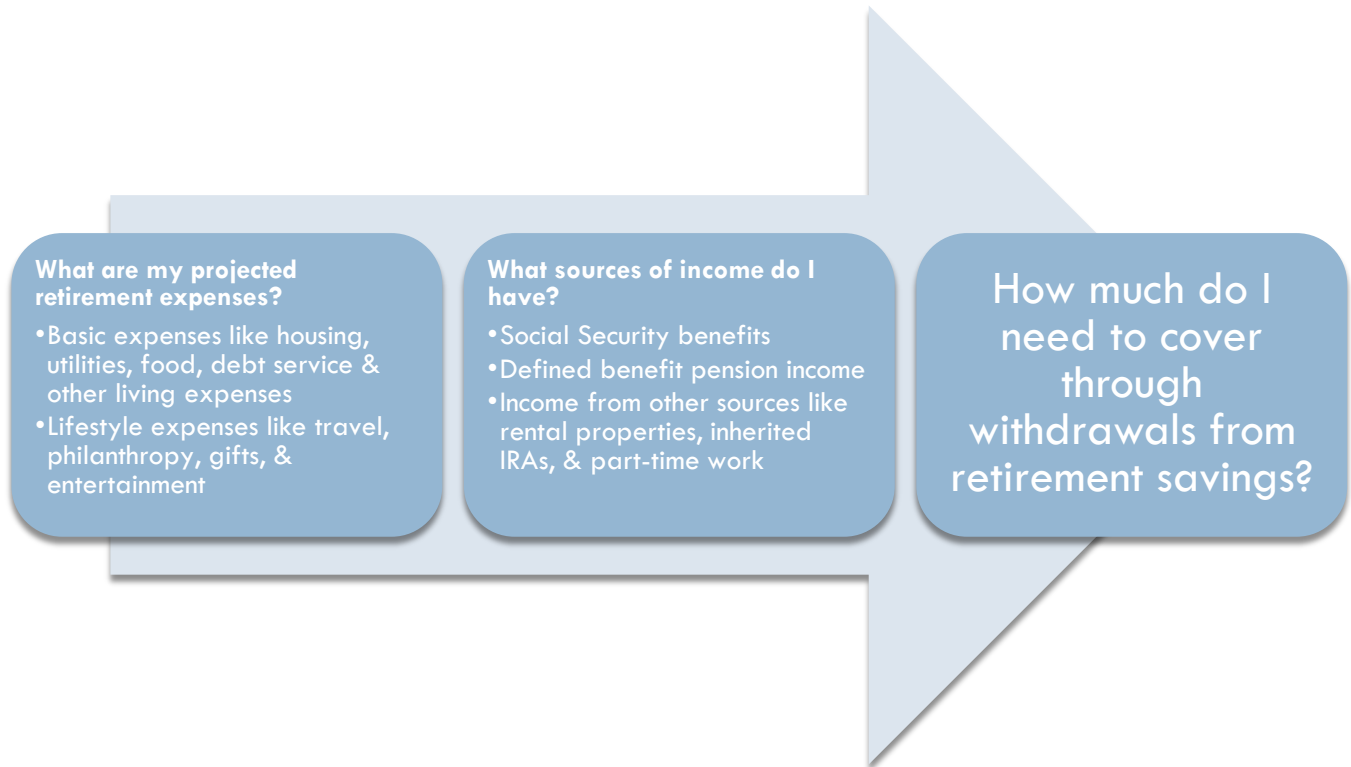 What are my projected
retirement expenses?
•Basic expenses like housing,
utilities, food, debt service &
other living expenses
•Lifestyle expenses like travel,
philanthropy, gifts, &
entertainment
What sources of income do I
have?
•Social Security benefits
•Defined benefit pension income
•Income from other sources like
rental properties, inherited
IRAs, & part-time work
How much do I
need to cover
through
withdrawals from
retirement savings?